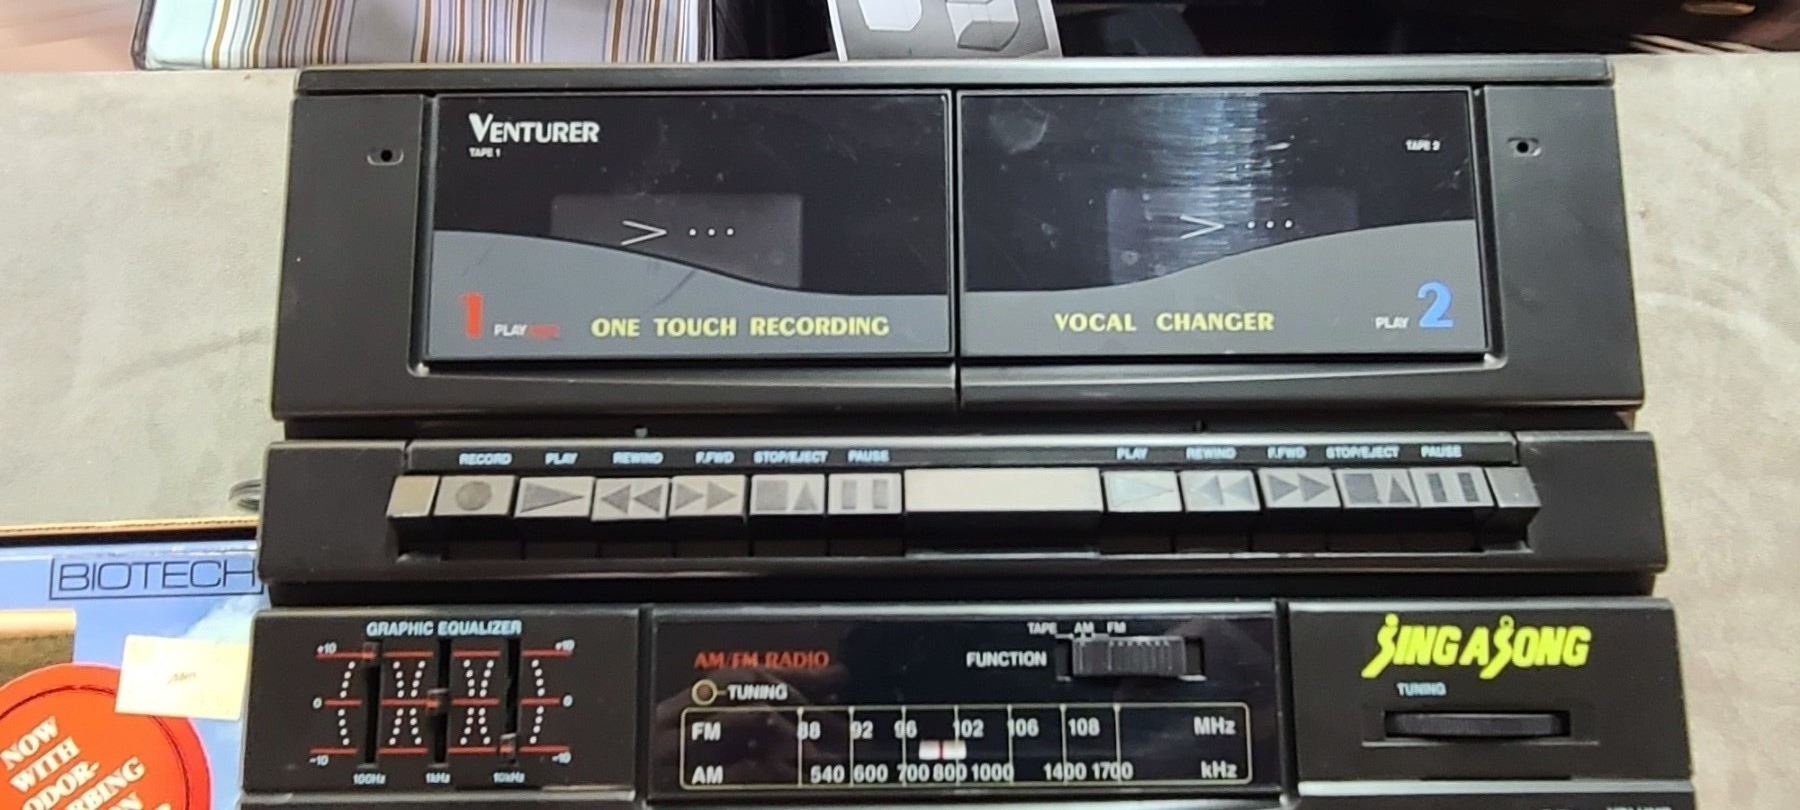 VENTURER
TAPE 1
TAPE 2
1 PLAY REC ONE TOUCH RECORDING
VOCAL CHANGER PLAY 2
RECORD PLAY REWIND F.FWD STOP/EJECT PAUSE
PLAY REWIND F.FWD STOP/EJECT PAUSE
BIOTECH
NOW
WITH
ODOR-
GRAPHIC EQUALIZER
+10 +10
0 0
-10 -10
100Hz 1kHz 10kHz
TAPE AM FM
AM/FM RADIO FUNCTION
TUNING
FM 88 92 96 102 106 108 MHz
AM 540 600 700 800 1000 1400 1700 kHz
SING A SONG
TUNING